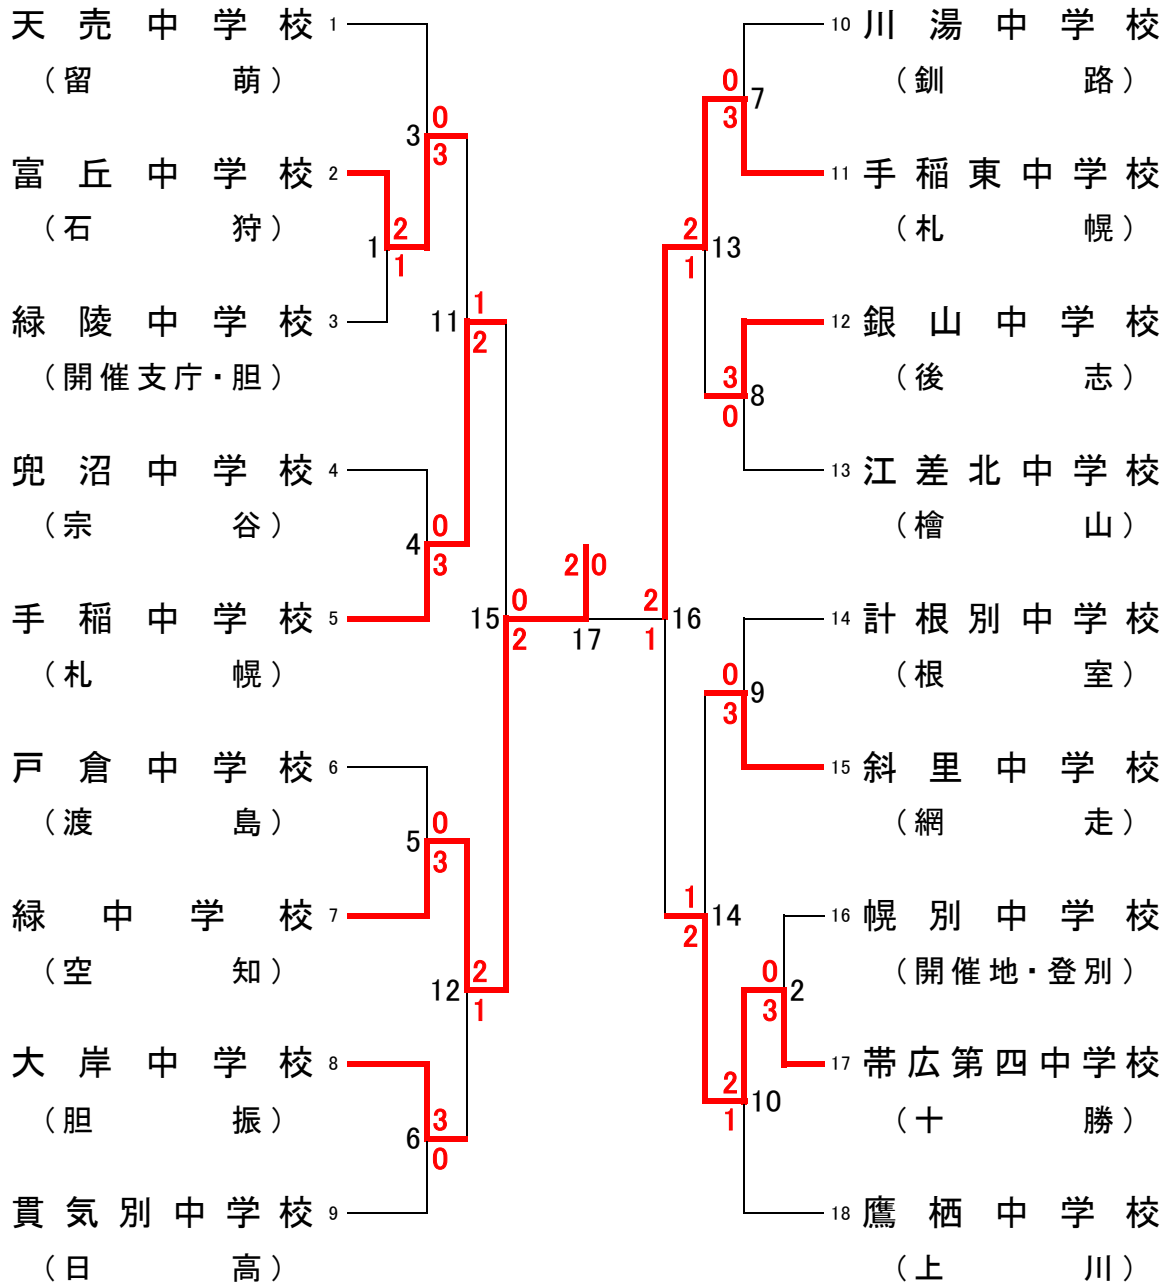 天売中学校 1
（留萌）
富丘中学校 2
（石狩）
緑陵中学校 3
（開催支庁・胆）
兜沼中学校 4
（宗谷）
手稲中学校 5
（札幌）
戸倉中学校 6
（渡島）
緑中学校 7
（空知）
大岸中学校 8
（胆振）
貫気別中学校 9
（日高）
3
0
3
1
2
1
11
1
2
4
0
3
15
0
2
5
0
3
12
2
1
6
3
0
2 0
17
10 川湯中学校
（釧路）
11 手稲東中学校
（札幌）
12 銀山中学校
（後志）
13 江差北中学校
（檜山）
14 計根別中学校
（根室）
15 斜里中学校
（網走）
16 幌別中学校
（開催地・登別）
17 帯広第四中学校
（十勝）
18 鷹栖中学校
（上川）
0
7
3
2
13
1
3
8
0
2
16
1
0
9
3
1
14
2
0
2
3
2
10
1